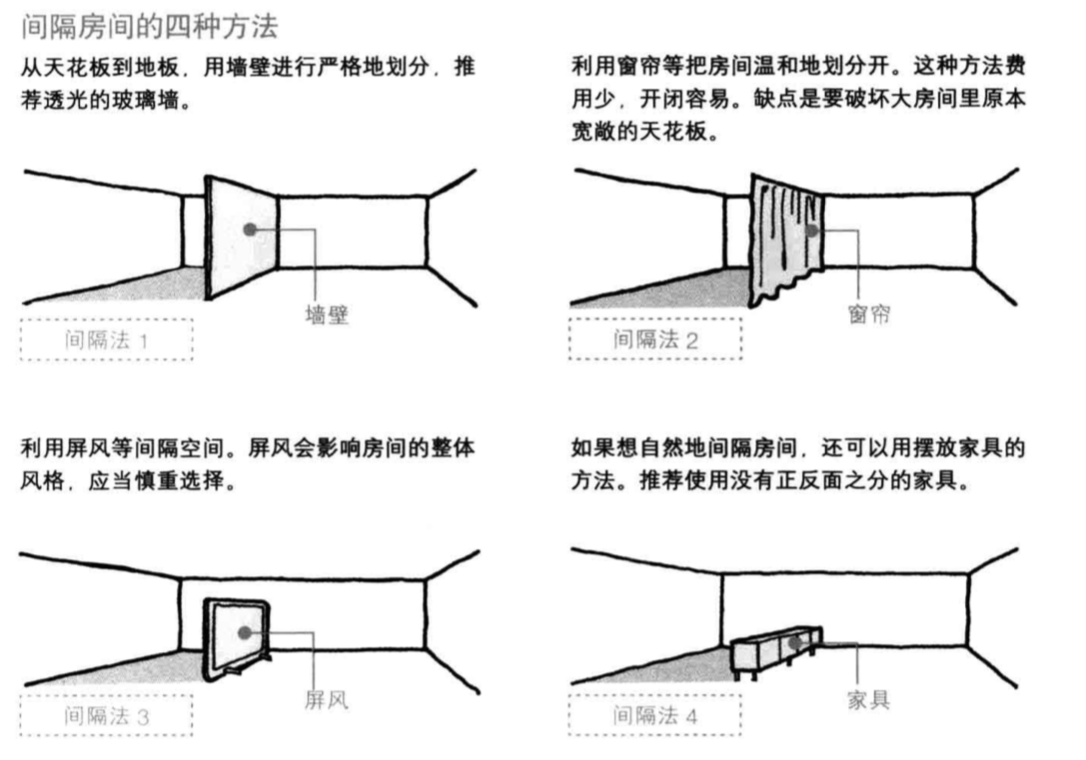 间隔房间的四种方法
从天花板到地板，用墙壁进行严格地划分，推
荐透光的玻璃墙。
墙壁
间隔法 1
利用窗帘等把房间温和地划分开。这种方法费
用少，开闭容易。缺点是要破坏大房间里原本
宽敞的天花板。
窗帘
间隔法 2
利用屏风等间隔空间。屏风会影响房间的整体
风格，应当慎重选择。
屏风
间隔法 3
如果想自然地间隔房间，还可以用摆放家具的
方法。推荐使用没有正反面之分的家具。
家具
间隔法 4